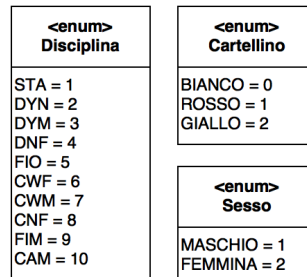 <enum>
Disciplina
STA = 1
DYN = 2
DYM = 3
DNF = 4
FIO = 5
CWF = 6
CWM = 7
CNF = 8
FIM = 9
CAM = 10
<enum>
Cartellino
BIANCO = 0
ROSSO = 1
GIALLO = 2
<enum>
Sesso
MASCHIO = 1
FEMMINA = 2